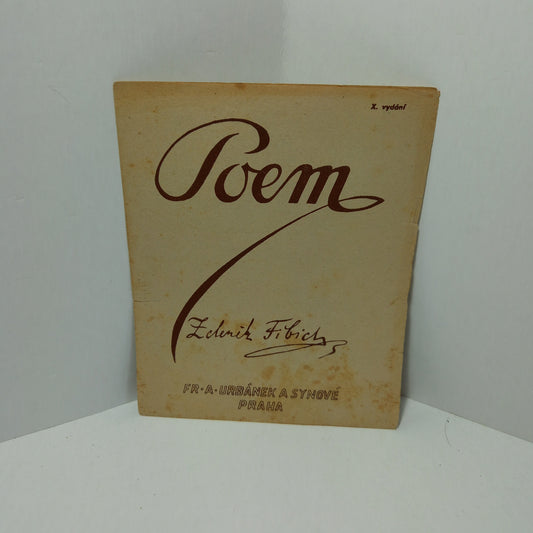 X. vydání
Poem
Zdeněk Fibich
FR • A • URBÁNEK A SYNOVÉ
PRAHA